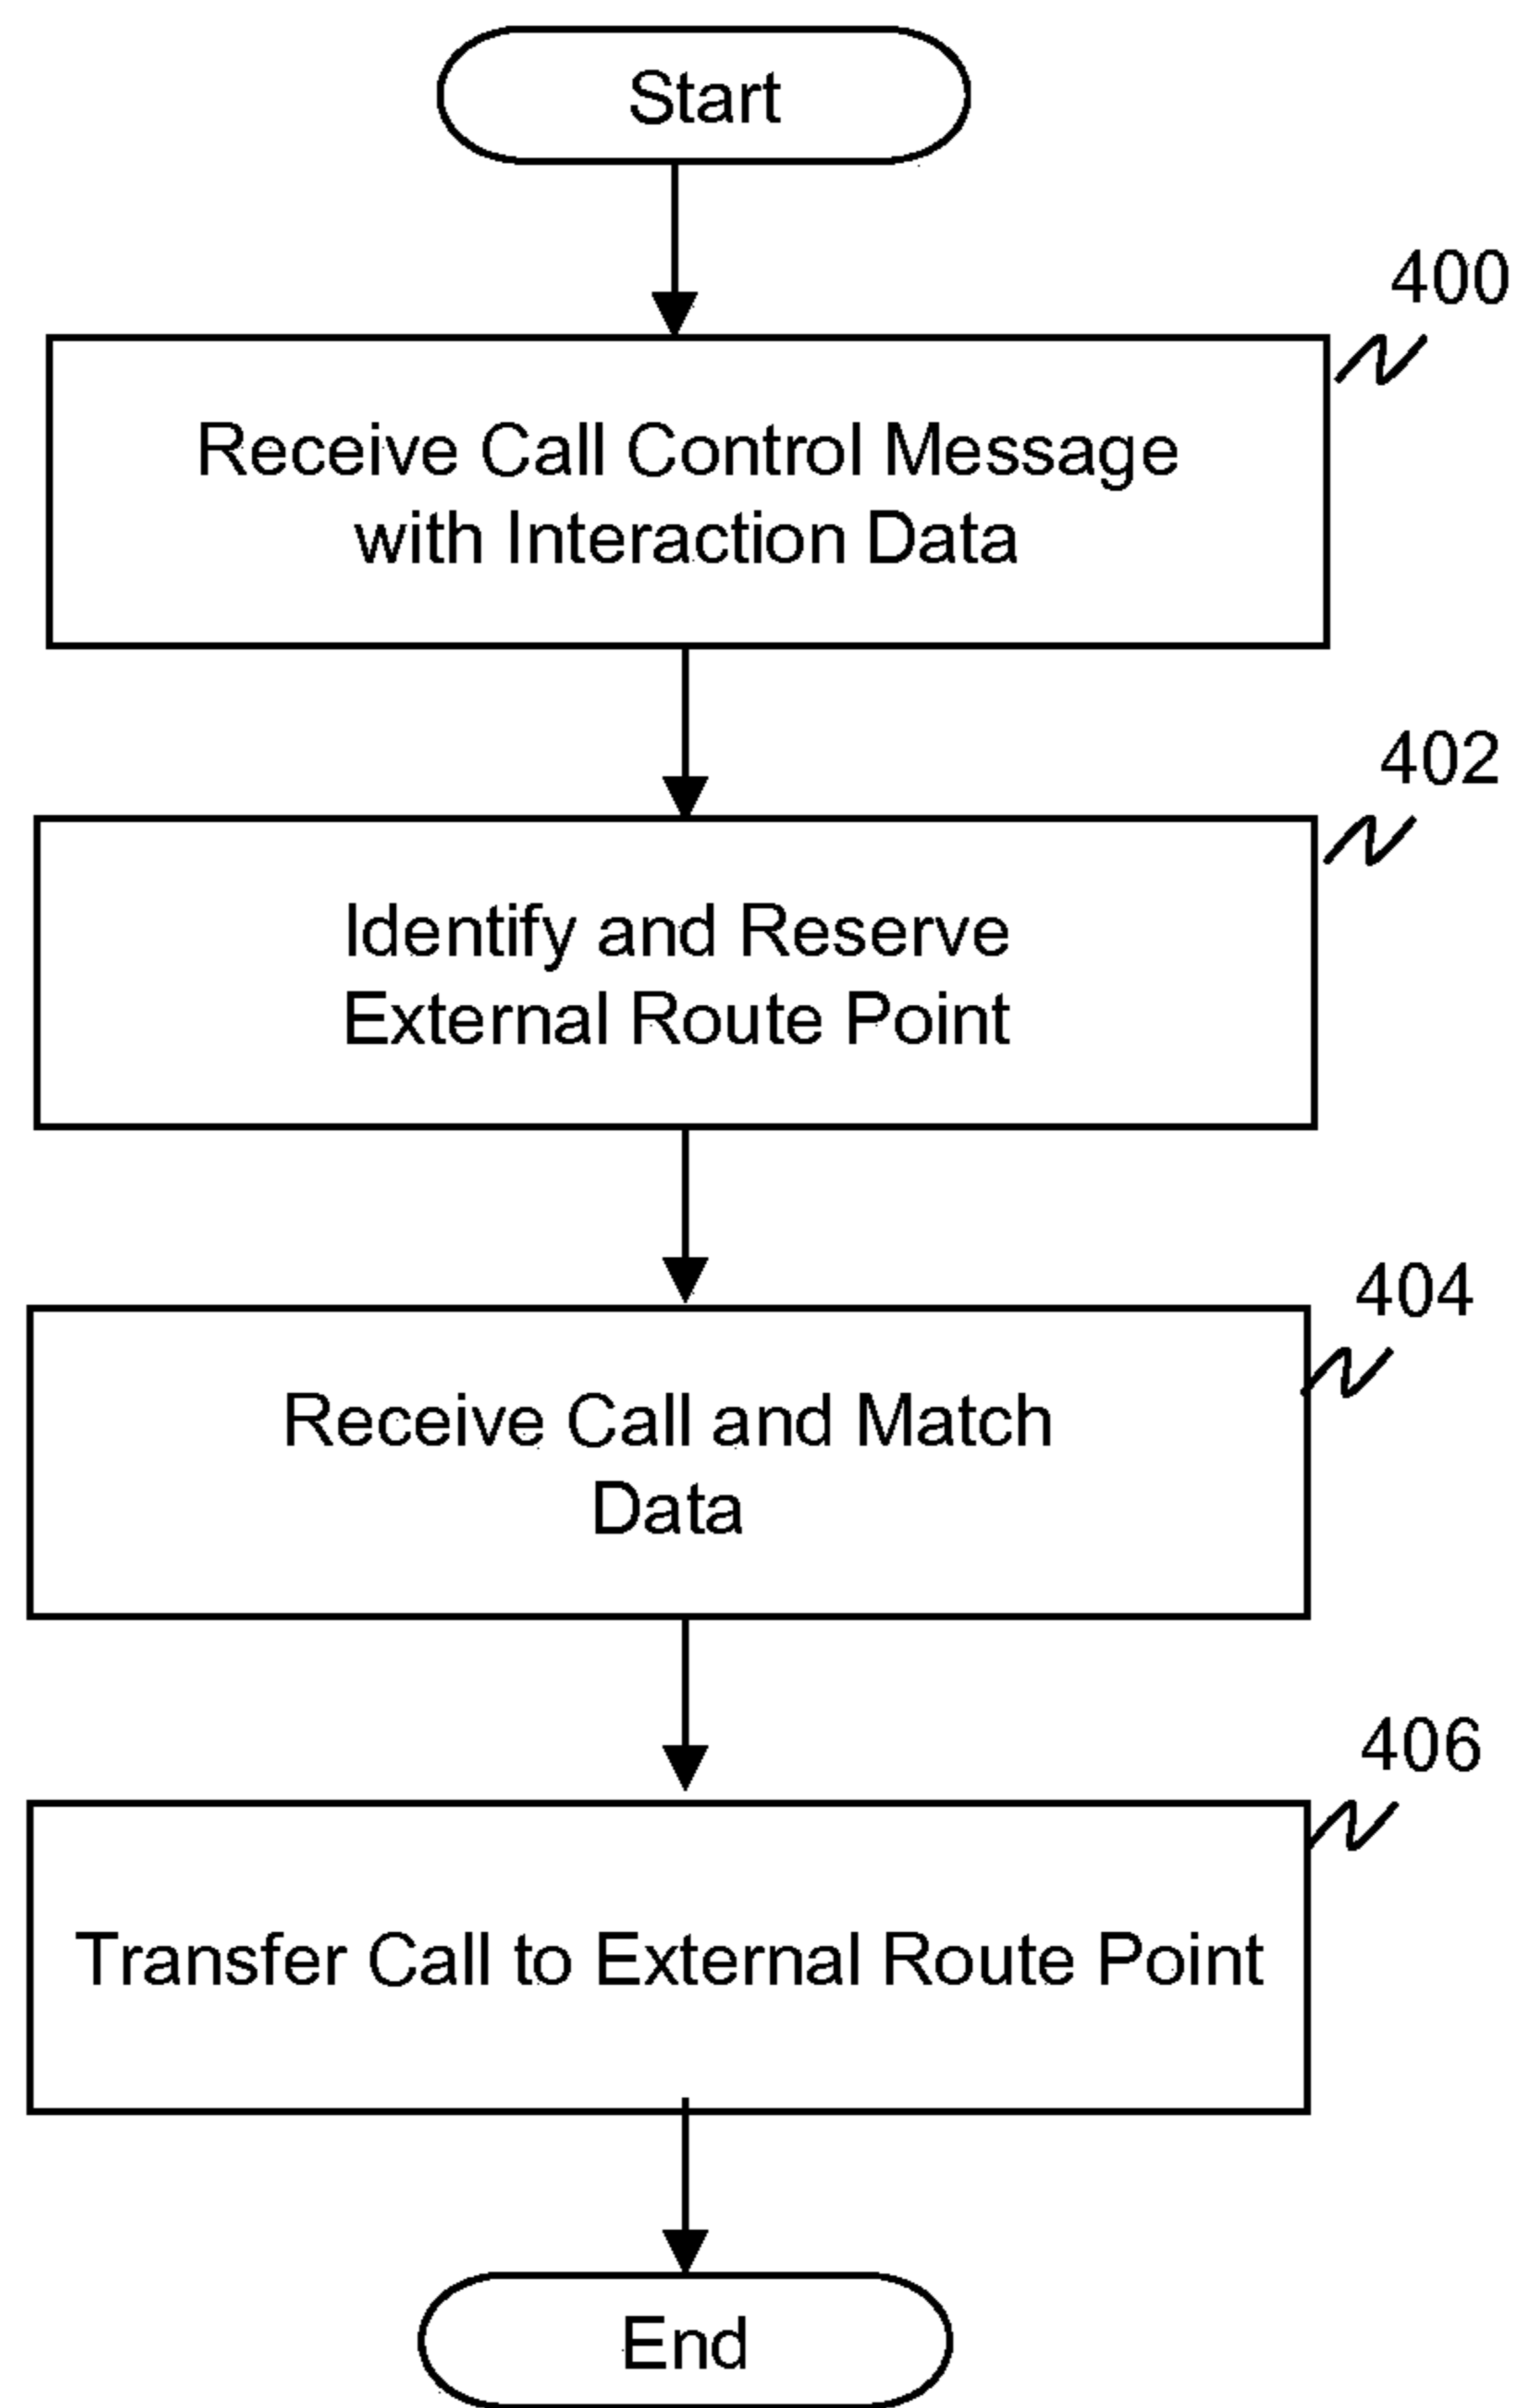 Start
400
Receive Call Control Message
with Interaction Data
402
Identify and Reserve
External Route Point
404
Receive Call and Match
Data
406
Transfer Call to External Route Point
End